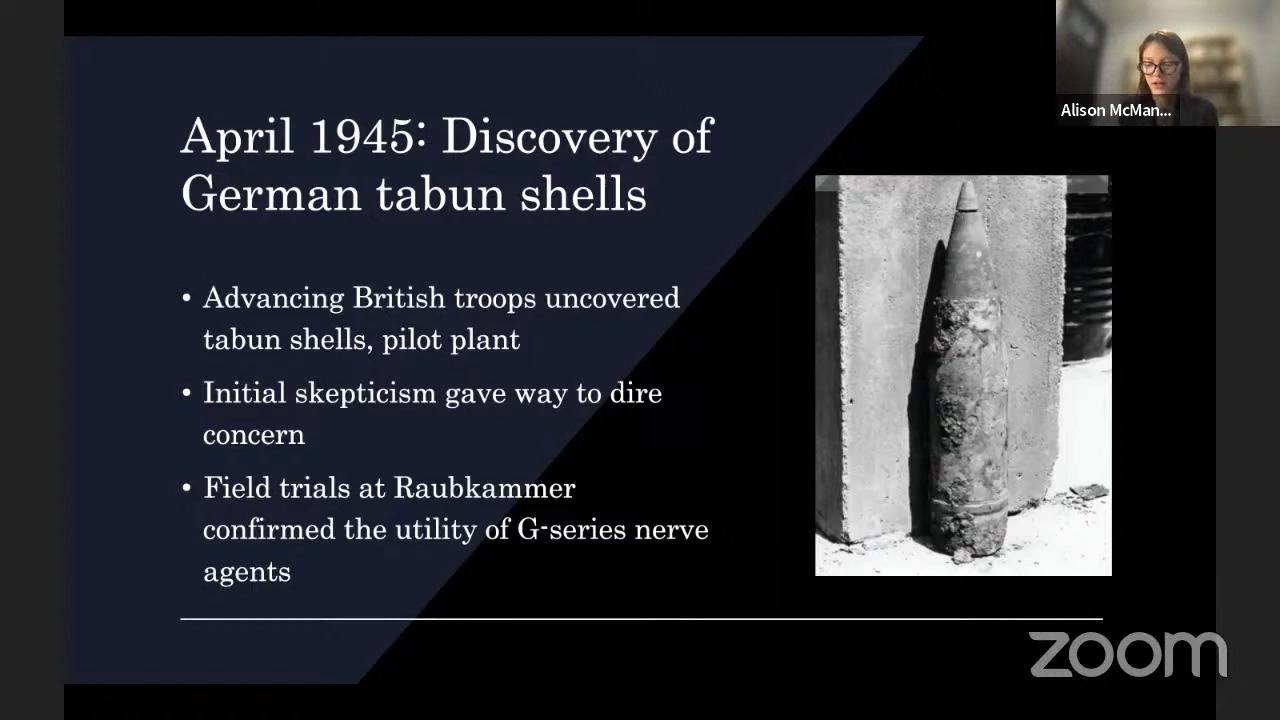 Alison McMan...
April 1945: Discovery of
German tabun shells
• Advancing British troops uncovered
tabun shells, pilot plant
• Initial skepticism gave way to dire
concern
• Field trials at Raubkammer
confirmed the utility of G-series nerve
agents
zoom